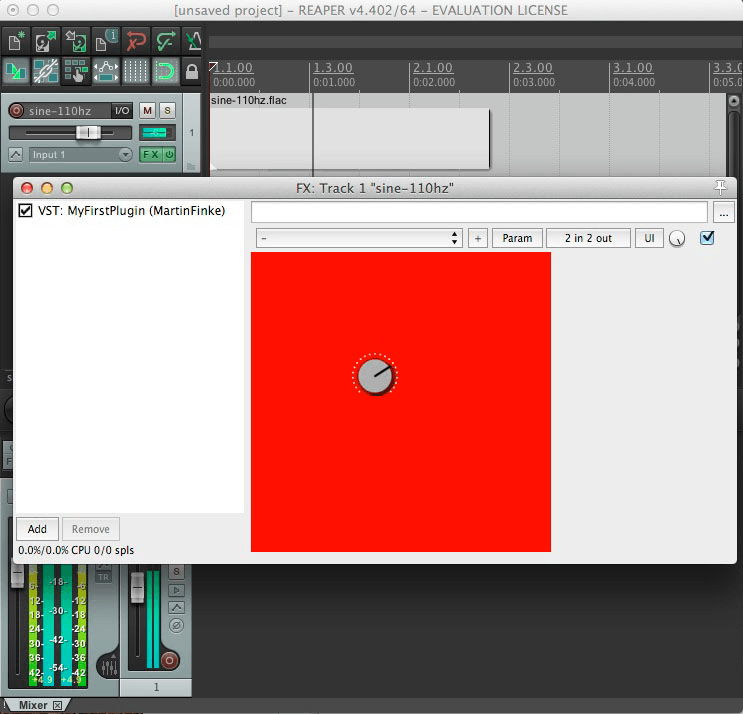 [unsaved project] – REAPER v4.402/64 – EVALUATION LICENSE
1.1.00 1.3.00 2.1.00 2.3.00 3.1.00 3.3.0
0:00.000 0:01.000 0:02.000 0:03.000 0:04.000 0:05.0
sine-110hz.flac
sine-110hz I/O M S
1
Input 1 FX
FX: Track 1 "sine-110hz"
VST: MyFirstPlugin (MartinFinke)
...
– + Param 2 in 2 out UI
Add Remove
0.0%/0.0% CPU 0/0 spls
TR S
6- -18- -6
12- -12
18- -30- -18
24- -24
30- -42- -30
36- -36
42- -54- -42
+4.9 +4.9
1
Mixer